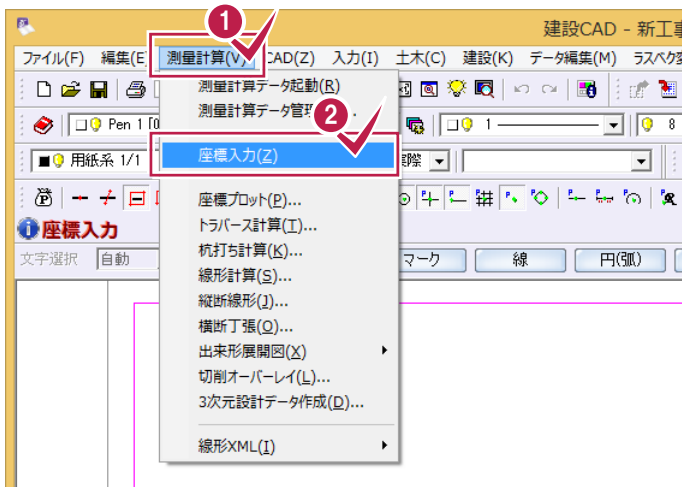 1
建設CAD - 新工事
ファイル(F) 編集(E) 測量計算(V) CAD(Z) 入力(I) 土木(C) 建設(K) データ編集(M) ラスベク変
測量計算データ起動(R)
測量計算データ管理
2
Pen 1
1
8
用紙系 1/1
座標入力(Z)
実際
座標プロット(P)...
座標入力
トラバース計算(T)...
文字選択 自動
杭打ち計算(K)...
マーク 線 円(弧)
線形計算(S)...
縦断線形(J)...
横断丁張(O)...
出来形展開図(X)
切削オーバーレイ(L)...
3次元設計データ作成(D)...
線形XML(I)